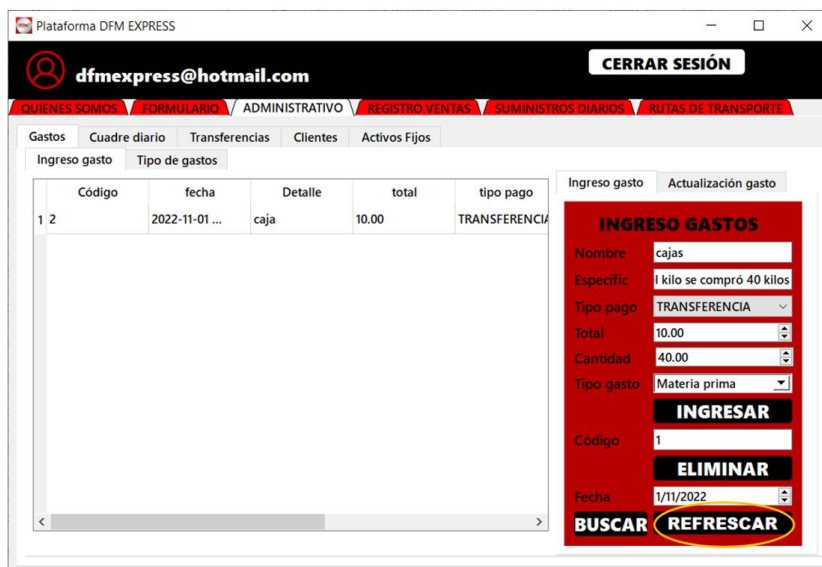 Plataforma DFM EXPRESS
dfmexpress@hotmail.com
CERRAR SESIÓN
QUIENES SOMOS FORMULARIO ADMINISTRATIVO REGISTRO VENTAS SUMINISTROS DIARIOS RUTAS DE TRANSPORTE
Gastos Cuadre diario Transferencias Clientes Activos Fijos
Ingreso gasto Tipo de gastos
Código fecha Detalle total tipo pago
1 2 2022-11-01 ... caja 10.00 TRANSFERENCIA
Ingreso gasto Actualización gasto
INGRESO GASTOS
Nombre cajas
Especific l kilo se compró 40 kilos
Tipo pago TRANSFERENCIA
Total 10.00
Cantidad 40.00
Tipo gasto Materia prima
INGRESAR
Código 1
ELIMINAR
Fecha 1/11/2022
BUSCAR REFRESCAR